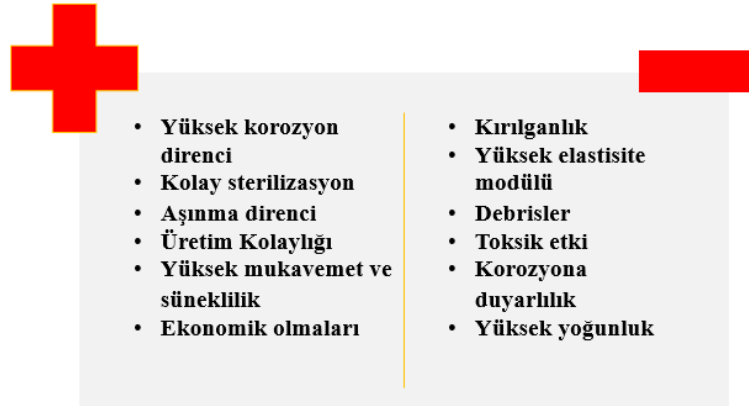 • Yüksek korozyon
direnci
• Kolay sterilizasyon
• Aşınma direnci
• Üretim Kolaylığı
• Yüksek mukavemet ve
süneklilik
• Ekonomik olmaları
• Kırılganlık
• Yüksek elastisite
modülü
• Debrisler
• Toksik etki
• Korozyona
duyarlılık
• Yüksek yoğunluk